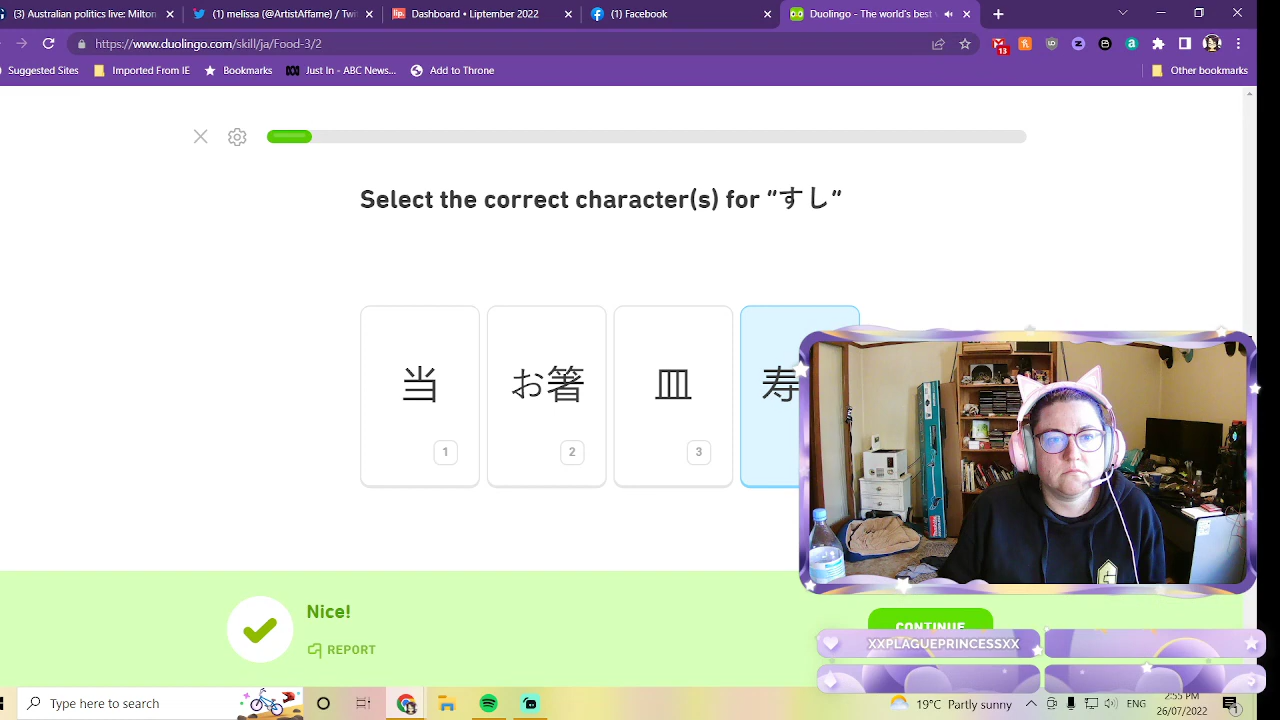 (3) Australian politics live: Milton
melissa (@ArtistAffame) / Twi
lip.
Dashboard • Liptember 2022
(1) Facebook
Duolingo - The world's best
https://www.duolingo.com/skill/ja/Food-3/2
13
Suggested Sites
Imported From IE
Bookmarks
Just In - ABC News...
Add to Throne
Other bookmarks
Select the correct character(s) for "すし"
当
1
お箸
2
皿
3
寿
Nice!
REPORT
CONTINUE
XXPLAGUEPRINCESSXX
Type here to search
19°C Partly sunny
ENG
2:55 PM
26/07/2022
1